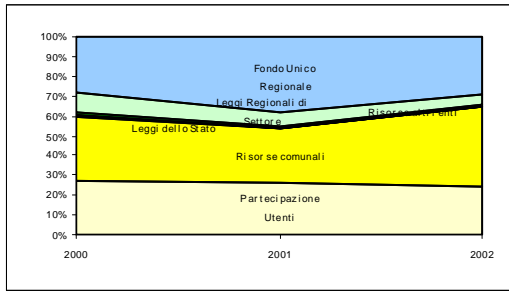 100%
90%
80%
70%
60%
50%
40%
30%
20%
10%
0%
Fondo Unico
Regionale
Leggi Regionali di
Settore
Risorse altri enti
Leggi dello Stato
Risorse comunali
Partecipazione
Utenti
2000 2001 2002